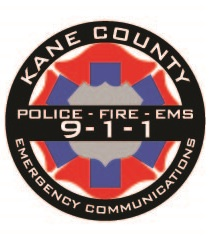 KANE COUNTY
POLICE - FIRE - EMS
9-1-1
EMERGENCY COMMUNICATIONS